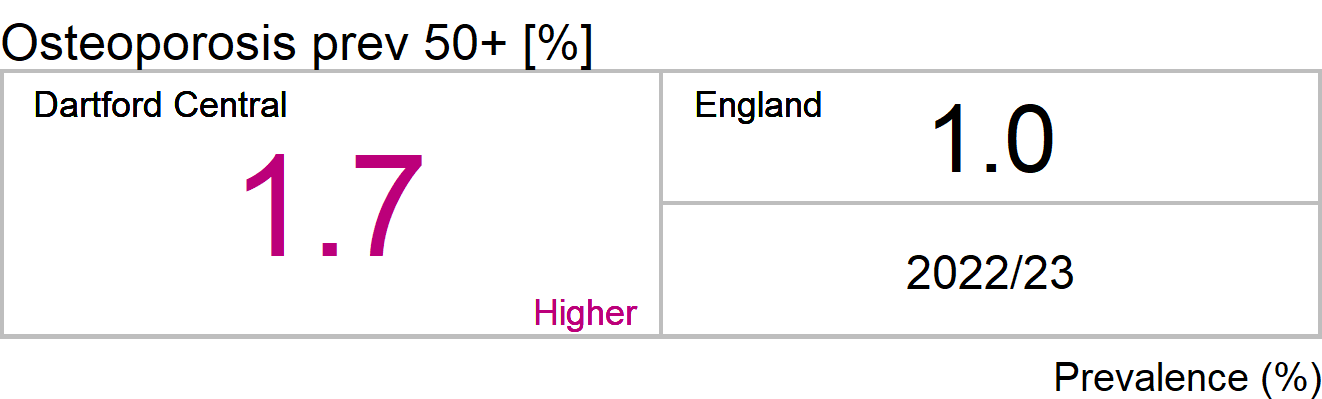 Osteoporosis prev 50+ [%]
Dartford Central
1.7
Higher
England
1.0
2022/23
Prevalence (%)